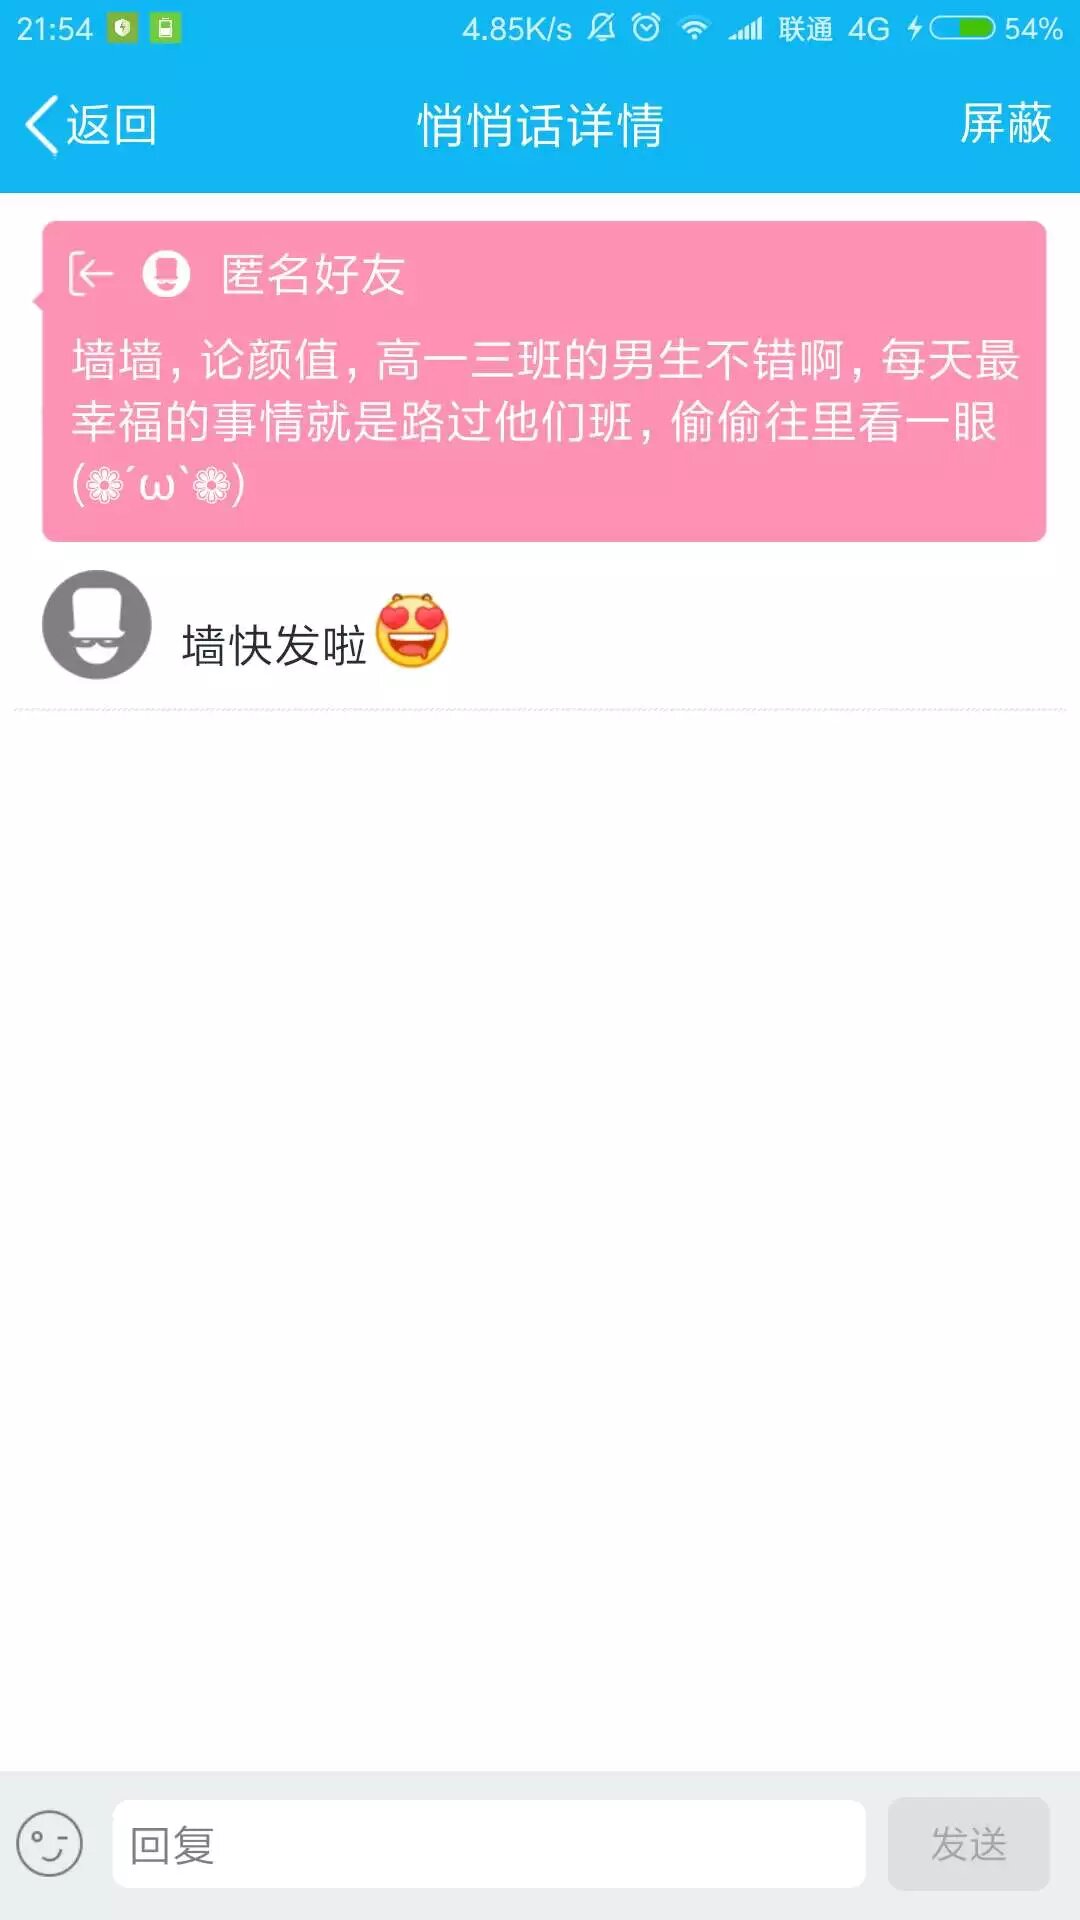 21:54 4.85K/s 联通 4G 54%
返回 悄悄话详情 屏蔽
匿名好友
墙墙，论颜值，高一三班的男生不错啊，每天最
幸福的事情就是路过他们班，偷偷往里看一眼
(❁´ω`❁)
墙快发啦
回复 发送